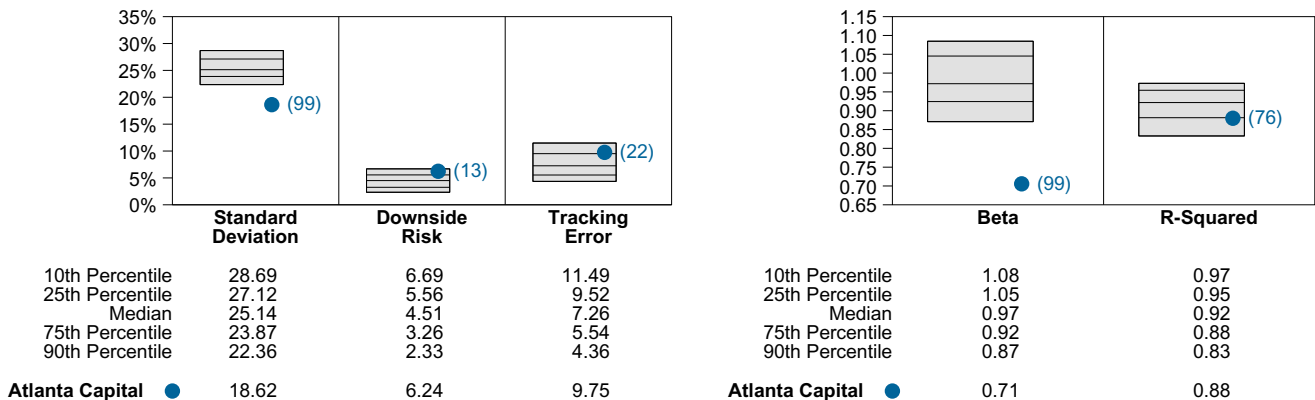 35%
30%
25%
20%
15%
10%
5%
0%
(99)
(13)
(22)
Standard
Deviation
Downside
Risk
Tracking
Error
10th Percentile 28.69 6.69 11.49
25th Percentile 27.12 5.56 9.52
Median 25.14 4.51 7.26
75th Percentile 23.87 3.26 5.54
90th Percentile 22.36 2.33 4.36
Atlanta Capital 18.62 6.24 9.75
1.15
1.10
1.05
1.00
0.95
0.90
0.85
0.80
0.75
0.70
0.65
(99)
(76)
Beta R-Squared
10th Percentile 1.08 0.97
25th Percentile 1.05 0.95
Median 0.97 0.92
75th Percentile 0.92 0.88
90th Percentile 0.87 0.83
Atlanta Capital 0.71 0.88